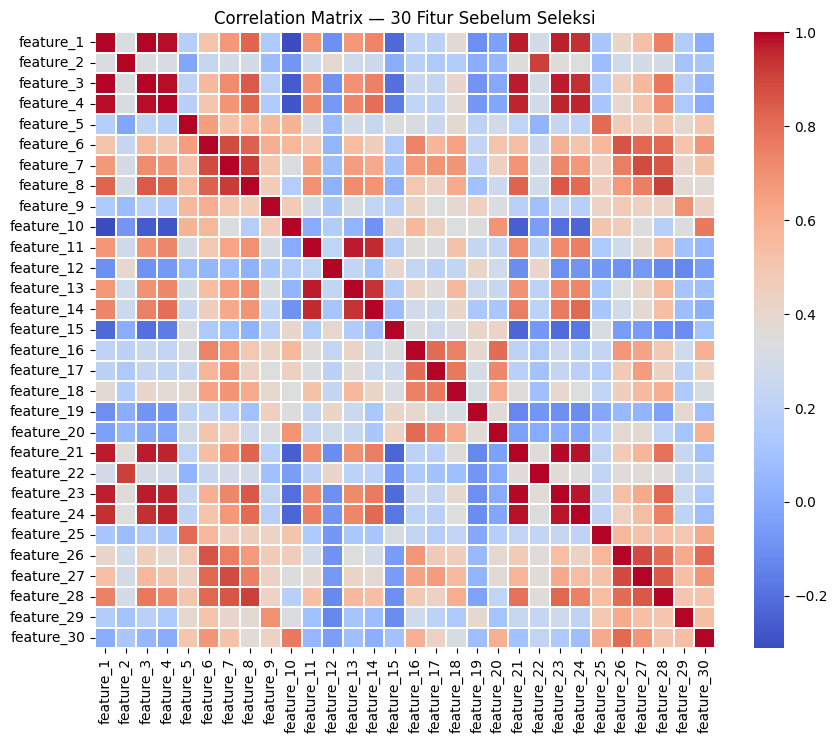 Correlation Matrix — 30 Fitur Sebelum Seleksi
feature_1
feature_2
feature_3
feature_4
feature_5
feature_6
feature_7
feature_8
feature_9
feature_10
feature_11
feature_12
feature_13
feature_14
feature_15
feature_16
feature_17
feature_18
feature_19
feature_20
feature_21
feature_22
feature_23
feature_24
feature_25
feature_26
feature_27
feature_28
feature_29
feature_30
feature_1
feature_2
feature_3
feature_4
feature_5
feature_6
feature_7
feature_8
feature_9
feature_10
feature_11
feature_12
feature_13
feature_14
feature_15
feature_16
feature_17
feature_18
feature_19
feature_20
feature_21
feature_22
feature_23
feature_24
feature_25
feature_26
feature_27
feature_28
feature_29
feature_30
1.0
0.8
0.6
0.4
0.2
0.0
−0.2